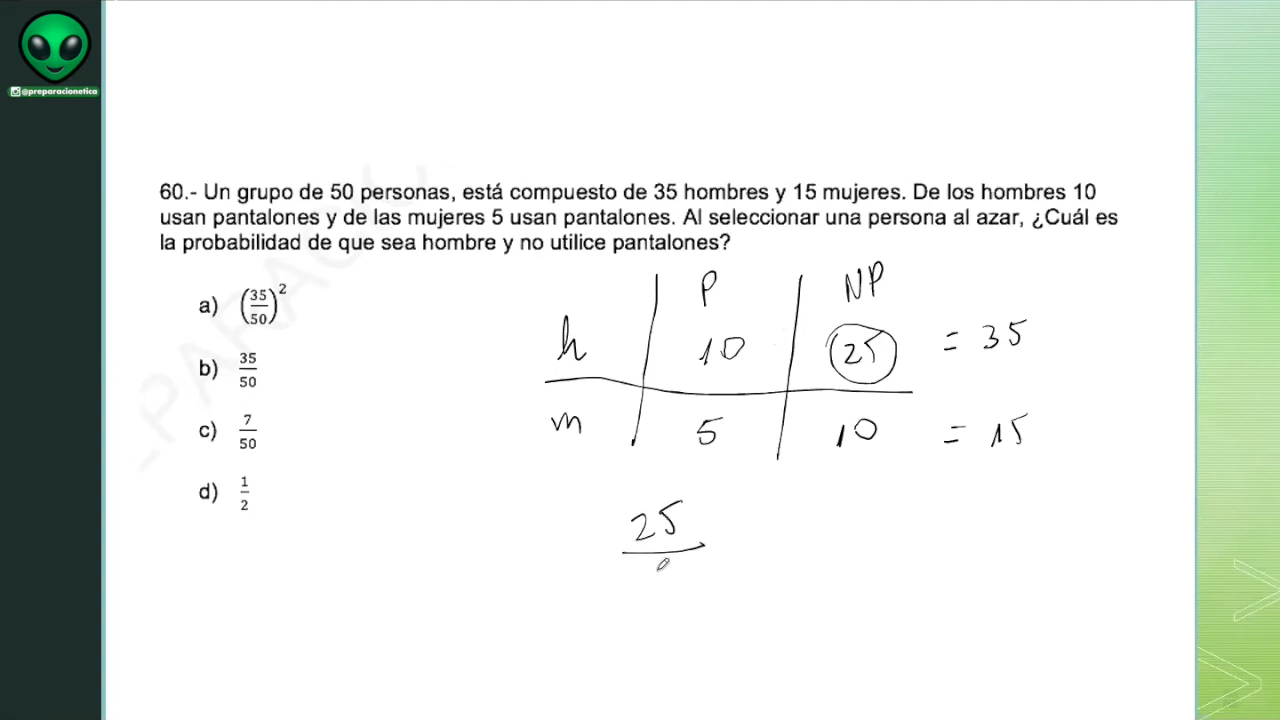 @preparacionetica
60.- Un grupo de 50 personas, está compuesto de 35 hombres y 15 mujeres. De los hombres 10
usan pantalones y de las mujeres 5 usan pantalones. Al seleccionar una persona al azar, ¿Cuál es
la probabilidad de que sea hombre y no utilice pantalones?
a) (35/50)²
b) 35/50
c) 7/50
d) 1/2
P NP
h 10 25 = 35
m 5 10 = 15
25